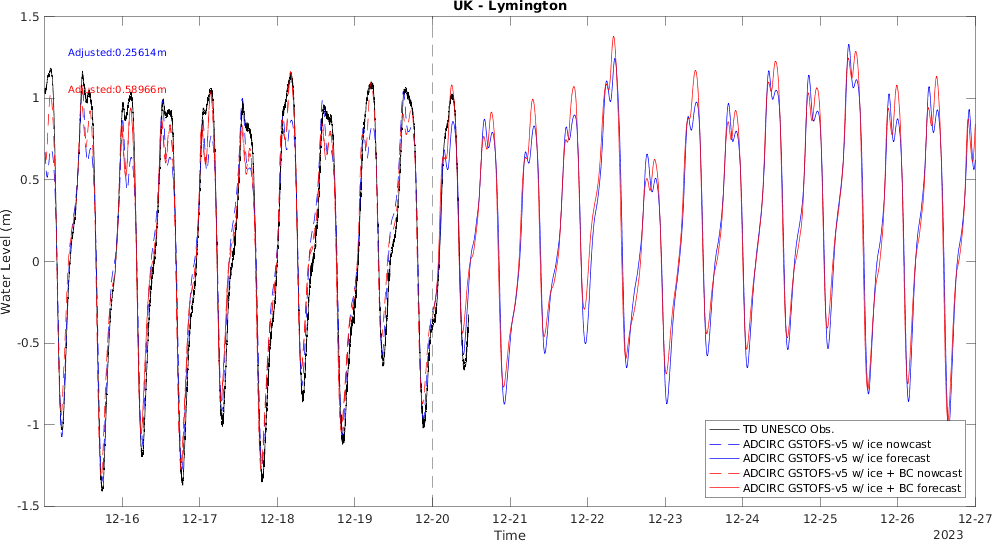 UK - Lymington
Adjusted:0.25614m
Adjusted:0.58966m
Water Level (m)
1.5
1
0.5
0
-0.5
-1
-1.5
TD UNESCO Obs.
ADCIRC GSTOFS-v5 w/ ice nowcast
ADCIRC GSTOFS-v5 w/ ice forecast
ADCIRC GSTOFS-v5 w/ ice + BC nowcast
ADCIRC GSTOFS-v5 w/ ice + BC forecast
12-16 12-17 12-18 12-19 12-20 12-21 12-22 12-23 12-24 12-25 12-26 12-27
Time
2023